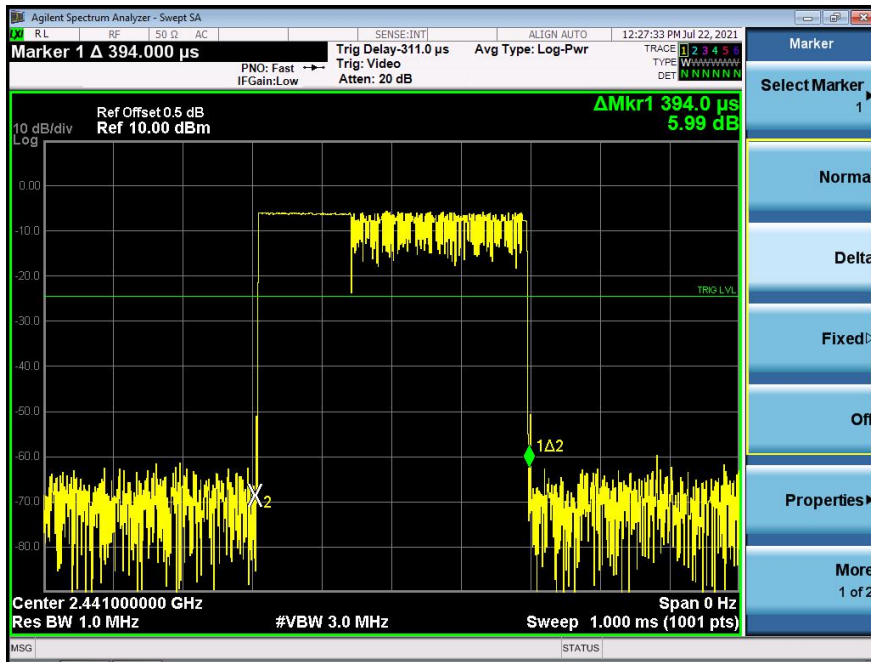 Agilent Spectrum Analyzer - Swept SA
LXI RL RF 50 Ω AC SENSE:INT ALIGN AUTO 12:27:33 PM Jul 22, 2021
Marker 1 Δ 394.000 µs
PNO: Fast
IFGain:Low
Trig Delay-311.0 µs
Trig: Video
Atten: 20 dB
Avg Type: Log-Pwr
TRACE 1 2 3 4 5 6
TYPE WWWWWW
DET N N N N N N
ΔMkr1 394.0 µs
5.99 dB
Ref Offset 0.5 dB
10 dB/div Ref 10.00 dBm
Log
0.00
-10.0
-20.0
TRIG LVL
-30.0
-40.0
-50.0
1Δ2
-60.0
-70.0
X2
-80.0
Center 2.441000000 GHz Span 0 Hz
Res BW 1.0 MHz #VBW 3.0 MHz Sweep 1.000 ms (1001 pts)
MSG STATUS
Marker
Select Marker
1
Norma
Delta
Fixed
Off
Properties
More
1 of 2